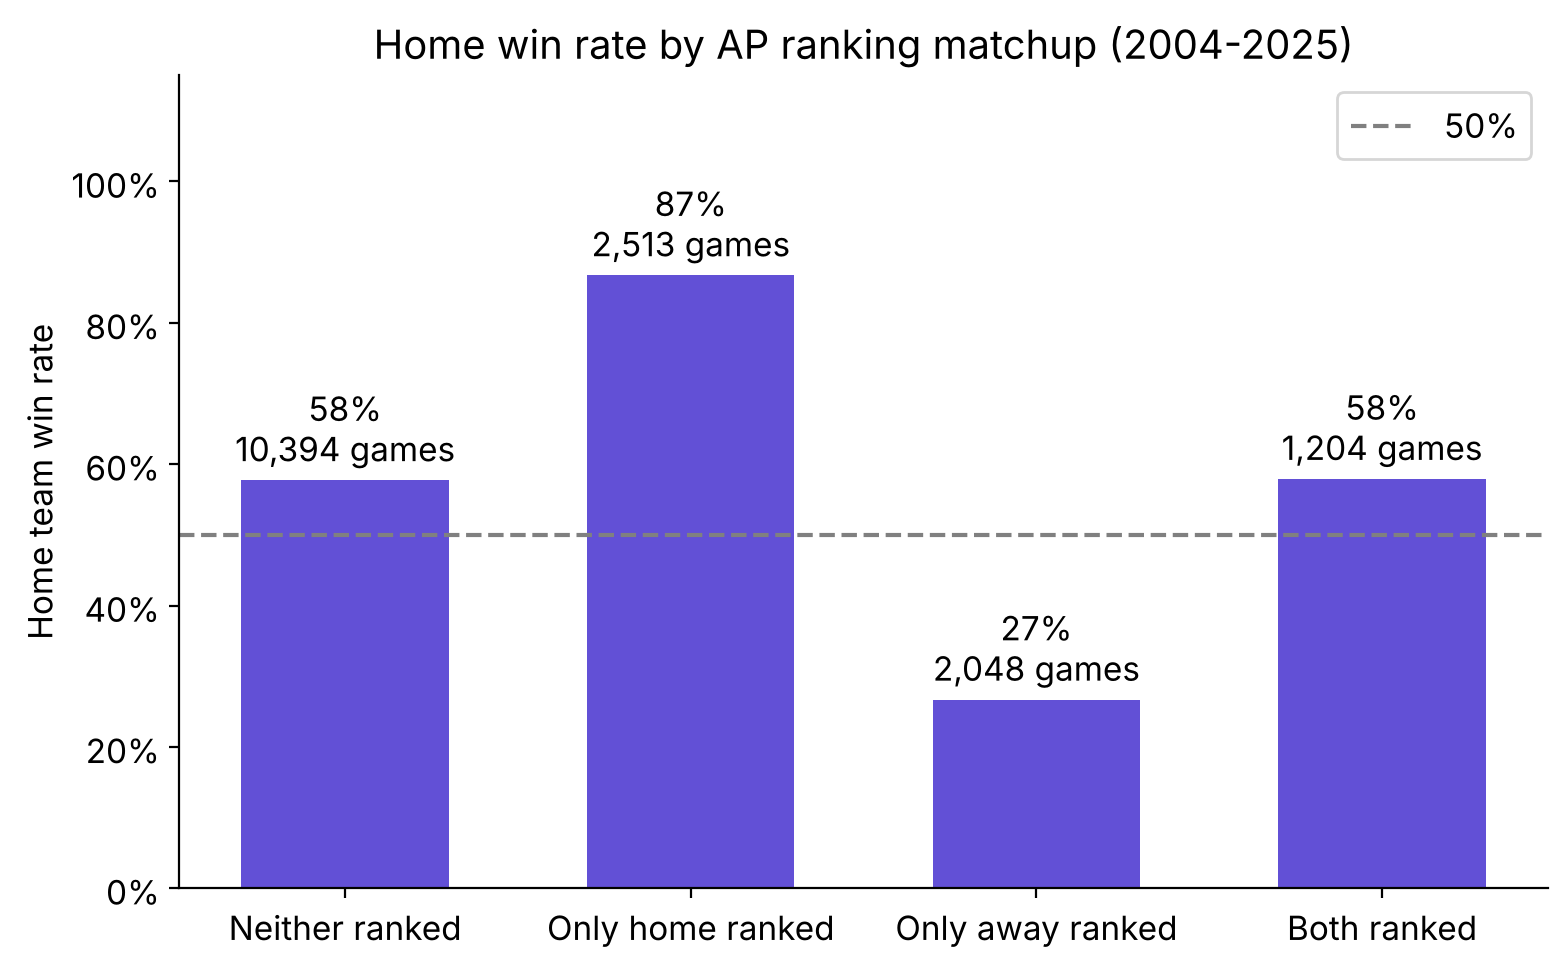 Home win rate by AP ranking matchup (2004-2025)
50%
Home team win rate
100%
80%
60%
40%
20%
0%
58%
10,394 games
87%
2,513 games
27%
2,048 games
58%
1,204 games
Neither ranked
Only home ranked
Only away ranked
Both ranked